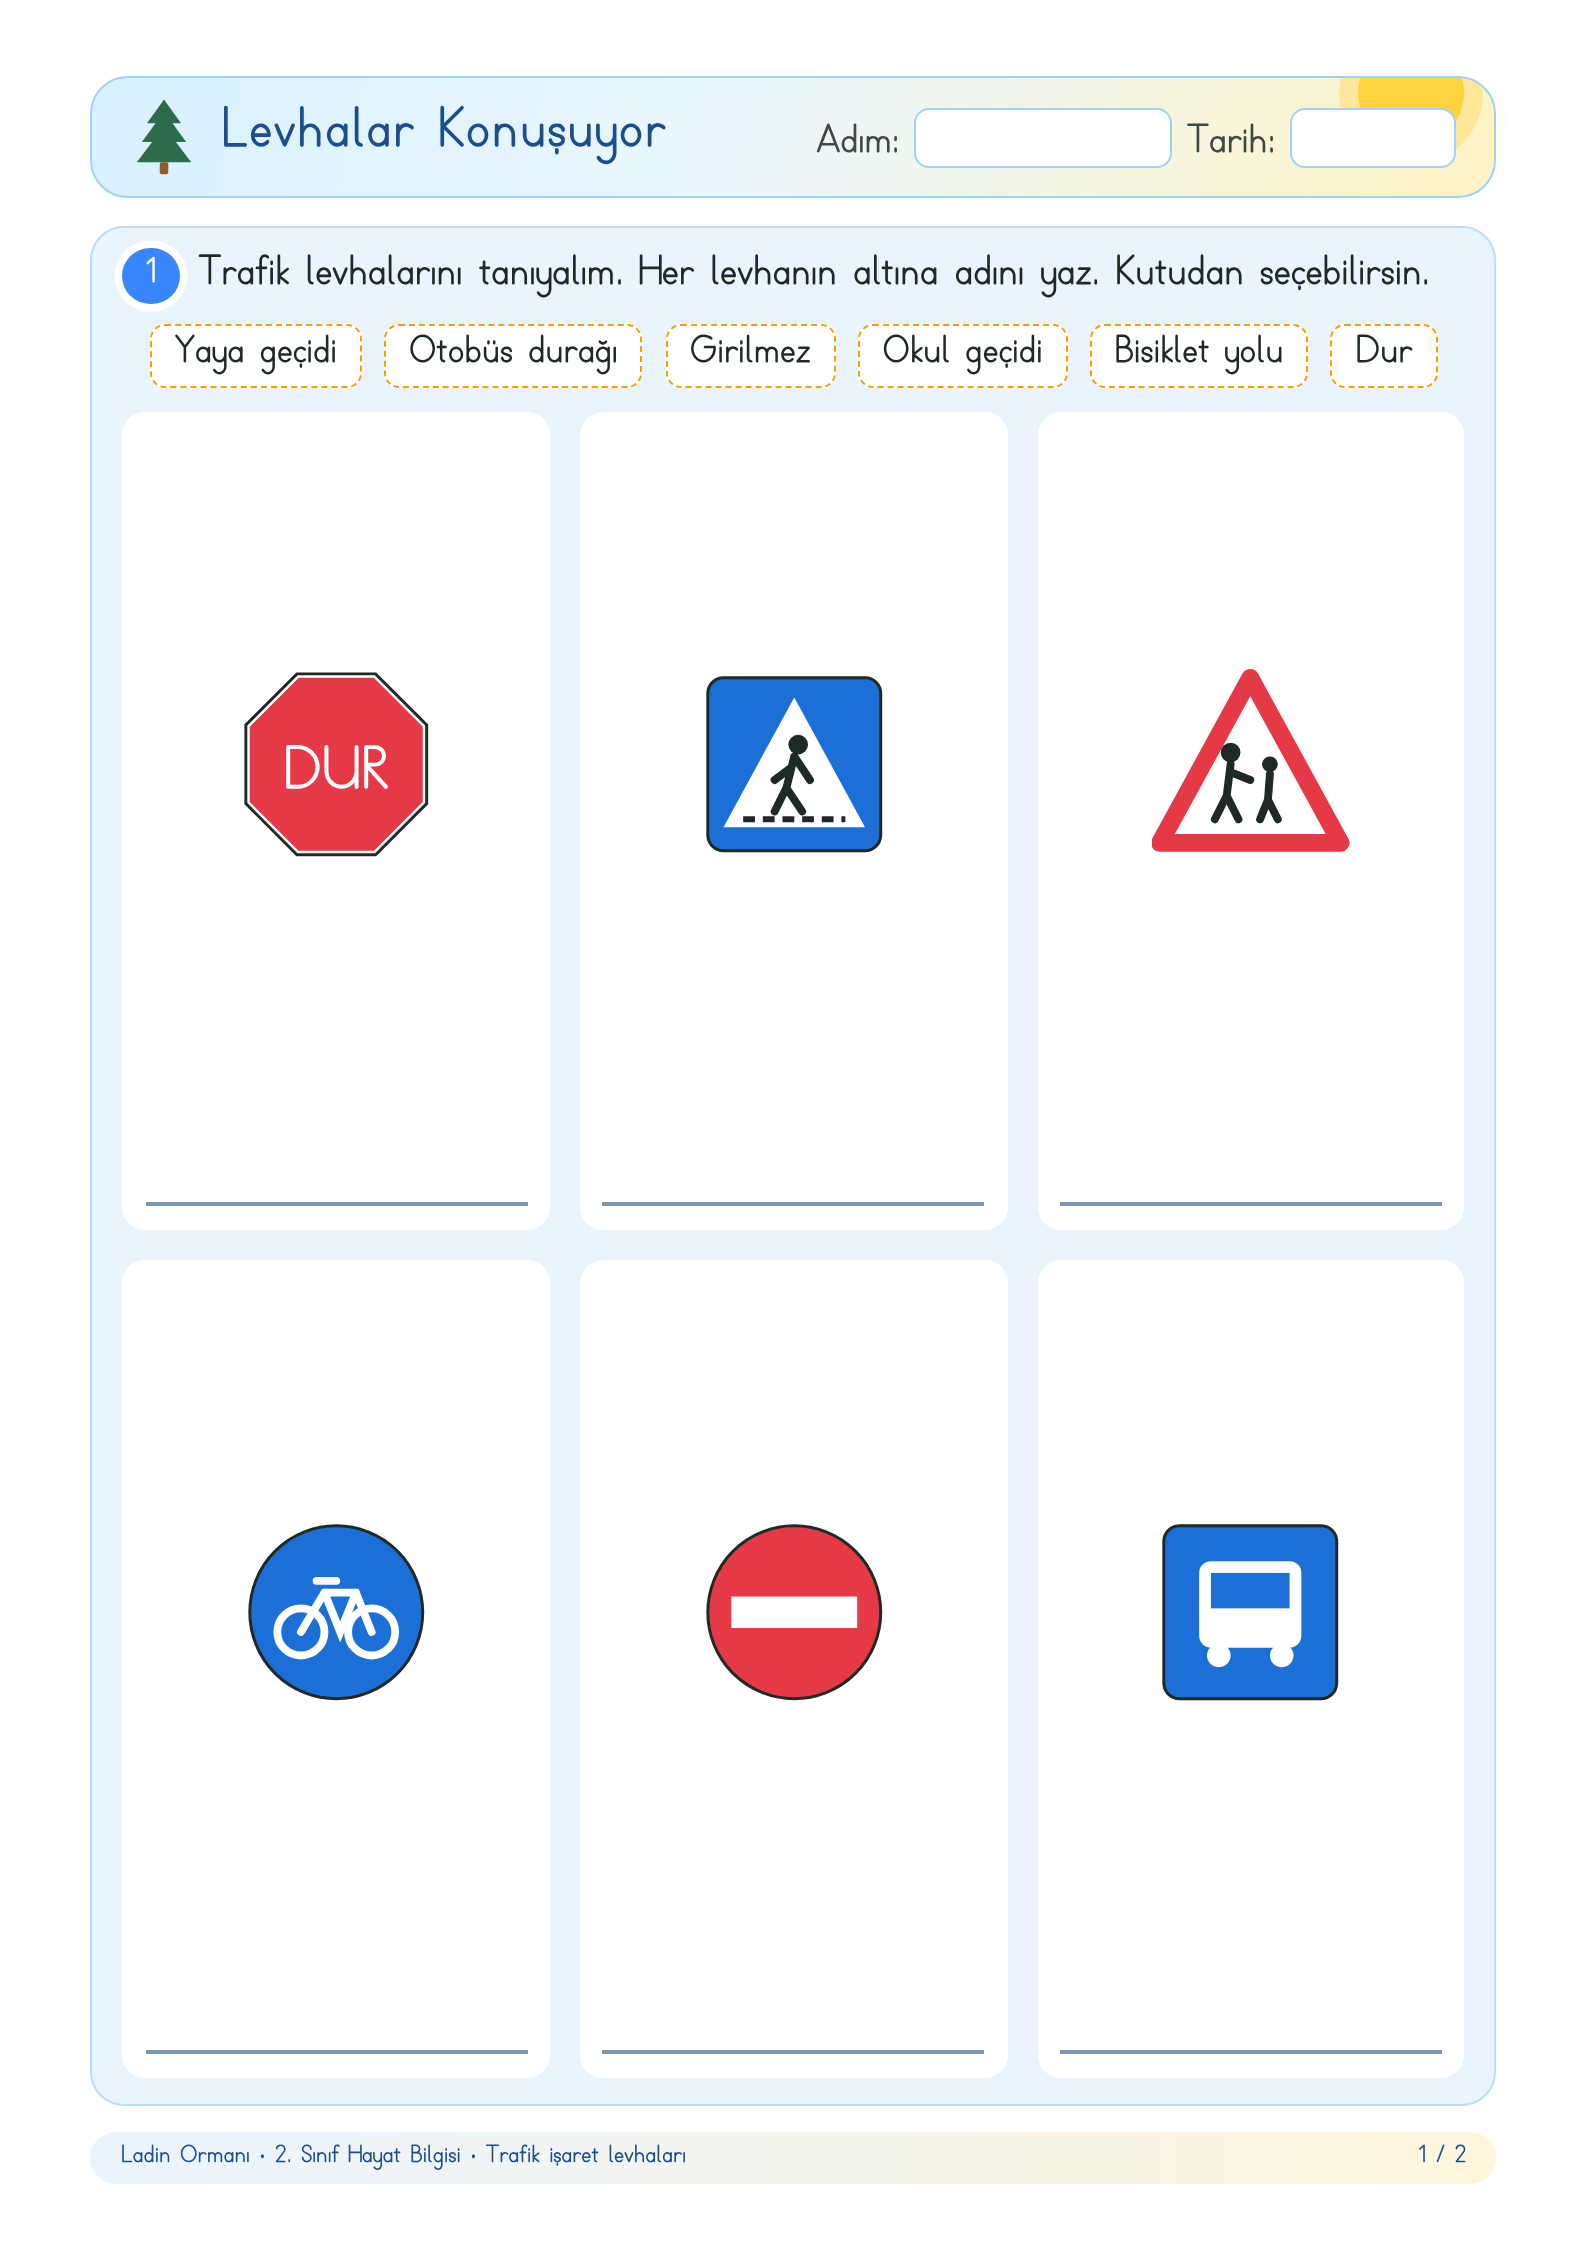 Levhalar Konuşuyor
Adım:
Tarih:
1 Trafik levhalarını tanıyalım. Her levhanın altına adını yaz. Kutudan seçebilirsin.
Yaya geçidi Otobüs durağı Girilmez Okul geçidi Bisiklet yolu Dur
DUR
Ladin Ormanı • 2. Sınıf Hayat Bilgisi • Trafik işaret levhaları
1 / 2